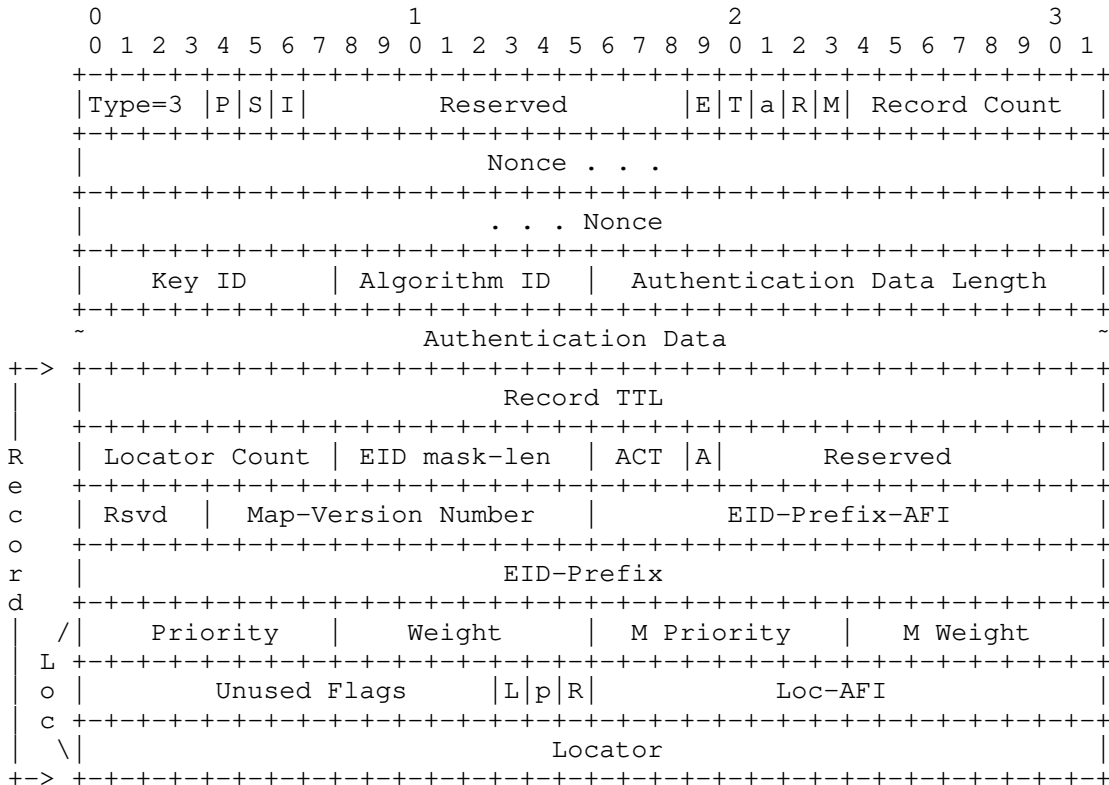 0                   1                   2                   3
        0 1 2 3 4 5 6 7 8 9 0 1 2 3 4 5 6 7 8 9 0 1 2 3 4 5 6 7 8 9 0 1
       +-+-+-+-+-+-+-+-+-+-+-+-+-+-+-+-+-+-+-+-+-+-+-+-+-+-+-+-+-+-+-+-+
       |Type=3 |P|S|I|        Reserved       |E|T|a|R|M| Record Count  |
       +-+-+-+-+-+-+-+-+-+-+-+-+-+-+-+-+-+-+-+-+-+-+-+-+-+-+-+-+-+-+-+-+
       |                         Nonce . . .                           |
       +-+-+-+-+-+-+-+-+-+-+-+-+-+-+-+-+-+-+-+-+-+-+-+-+-+-+-+-+-+-+-+-+
       |                         . . . Nonce                           |
       +-+-+-+-+-+-+-+-+-+-+-+-+-+-+-+-+-+-+-+-+-+-+-+-+-+-+-+-+-+-+-+-+
       |    Key ID     | Algorithm ID  |  Authentication Data Length   |
       +-+-+-+-+-+-+-+-+-+-+-+-+-+-+-+-+-+-+-+-+-+-+-+-+-+-+-+-+-+-+-+-+
       ~                     Authentication Data                       ~
   +-> +-+-+-+-+-+-+-+-+-+-+-+-+-+-+-+-+-+-+-+-+-+-+-+-+-+-+-+-+-+-+-+-+
   |   |                          Record TTL                           |
   |   +-+-+-+-+-+-+-+-+-+-+-+-+-+-+-+-+-+-+-+-+-+-+-+-+-+-+-+-+-+-+-+-+
   R   | Locator Count | EID mask-len  | ACT |A|       Reserved        |
   e   +-+-+-+-+-+-+-+-+-+-+-+-+-+-+-+-+-+-+-+-+-+-+-+-+-+-+-+-+-+-+-+-+
   c   | Rsvd  |  Map-Version Number   |        EID-Prefix-AFI         |
   o   +-+-+-+-+-+-+-+-+-+-+-+-+-+-+-+-+-+-+-+-+-+-+-+-+-+-+-+-+-+-+-+-+
   r   |                          EID-Prefix                           |
   d   +-+-+-+-+-+-+-+-+-+-+-+-+-+-+-+-+-+-+-+-+-+-+-+-+-+-+-+-+-+-+-+-+
   |  /|    Priority   |    Weight     |  M Priority   |   M Weight    |
   | L +-+-+-+-+-+-+-+-+-+-+-+-+-+-+-+-+-+-+-+-+-+-+-+-+-+-+-+-+-+-+-+-+
   | o |        Unused Flags     |L|p|R|           Loc-AFI             |
   | c +-+-+-+-+-+-+-+-+-+-+-+-+-+-+-+-+-+-+-+-+-+-+-+-+-+-+-+-+-+-+-+-+
   |  \|                             Locator                           |
   +-> +-+-+-+-+-+-+-+-+-+-+-+-+-+-+-+-+-+-+-+-+-+-+-+-+-+-+-+-+-+-+-+-+